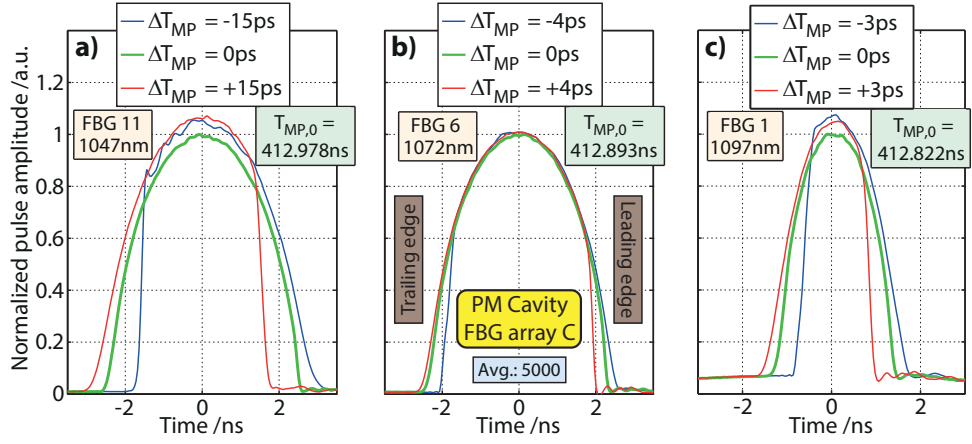 Normalized pulse amplitude /a.u.
0
0.2
0.4
0.6
0.8
1.0
1.2
a)
ΔT_MP = -15ps
ΔT_MP = 0ps
ΔT_MP = +15ps
FBG 11
1047nm
T_MP,0 =
412.978ns
-2
0
2
Time /ns
b)
ΔT_MP = -4ps
ΔT_MP = 0ps
ΔT_MP = +4ps
FBG 6
1072nm
T_MP,0 =
412.893ns
Trailing edge
Leading edge
PM Cavity
FBG array C
Avg.: 5000
-2
0
2
Time /ns
c)
ΔT_MP = -3ps
ΔT_MP = 0ps
ΔT_MP = +3ps
FBG 1
1097nm
T_MP,0 =
412.822ns
-2
0
2
Time /ns